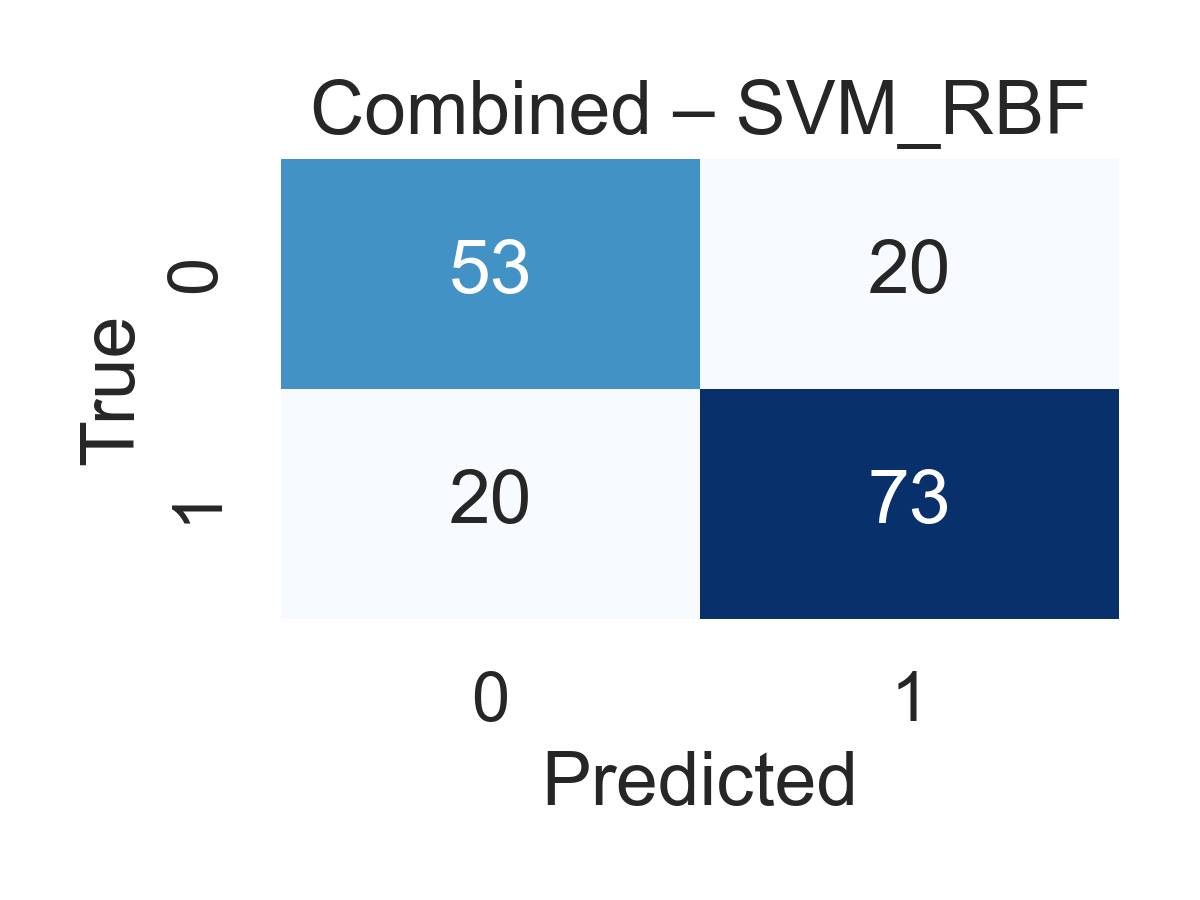 Combined – SVM_RBF
0 53 20
True
1 20 73
0 1
Predicted